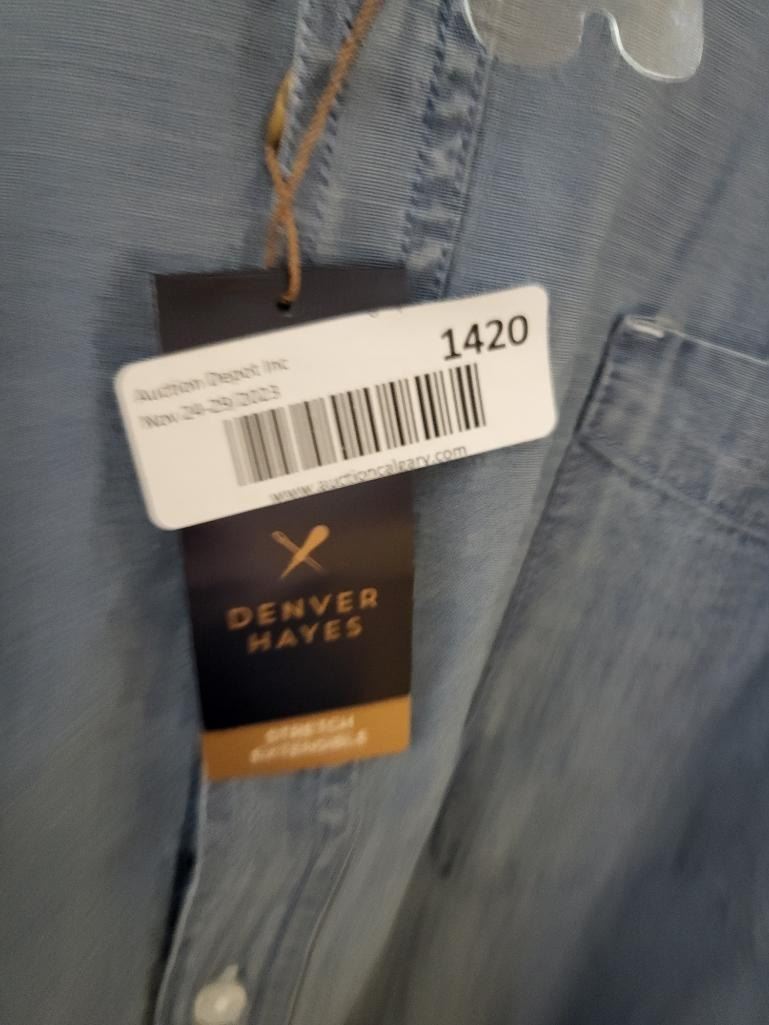 1420
Auction Depot Inc
Nov 24-29 2023
www.auctioncalgary.com
DENVER
HAYES
STRETCH
EXTENSIBLE